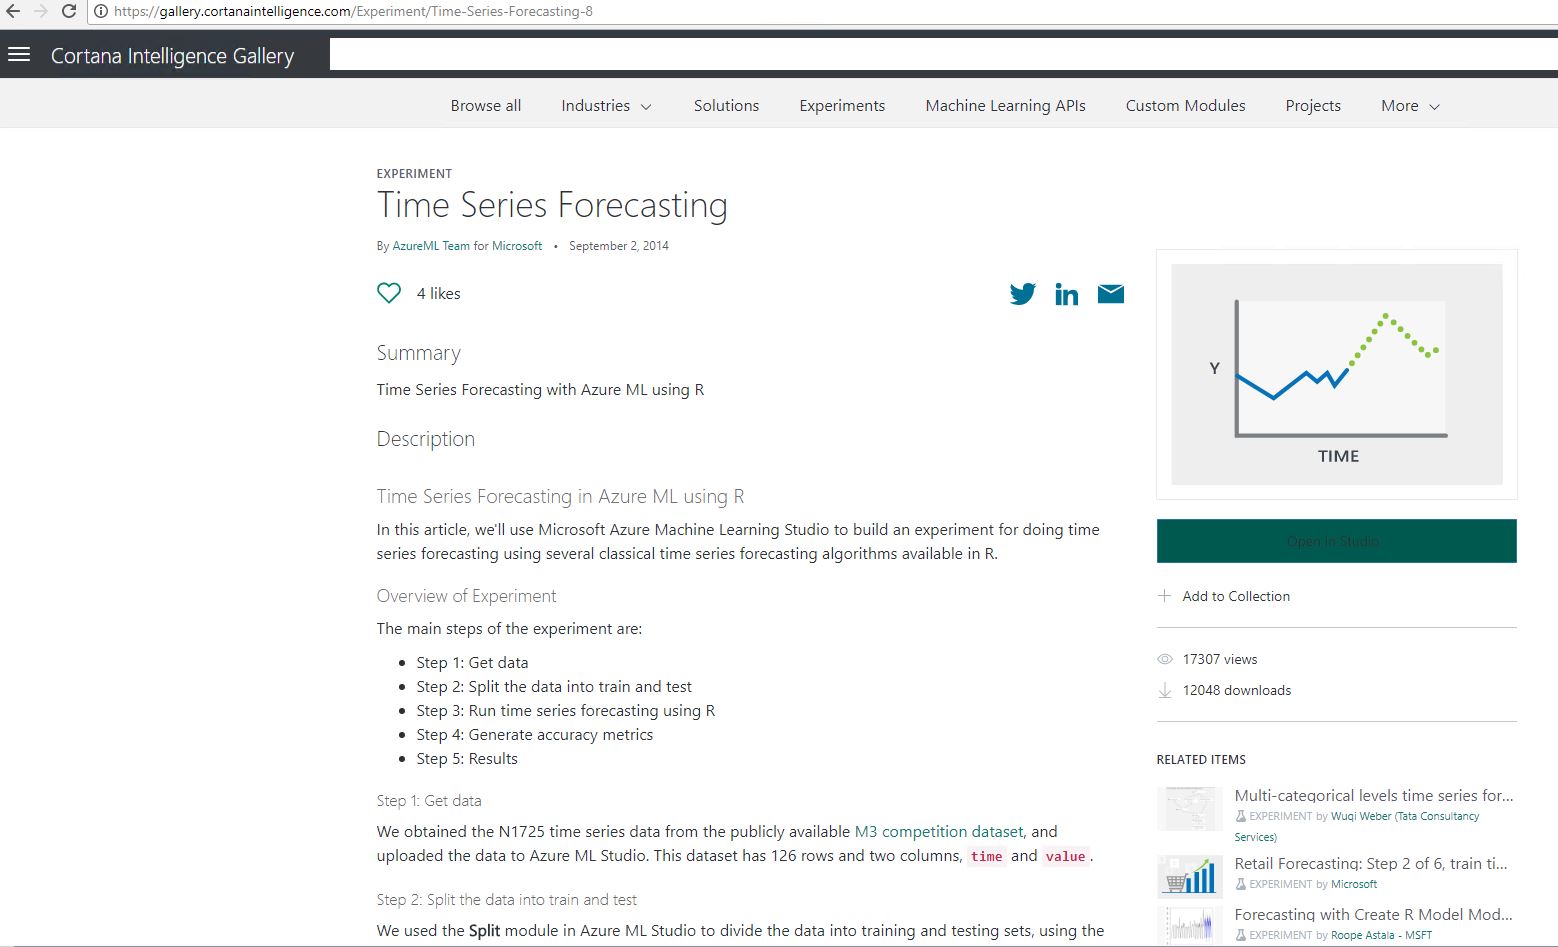 https://gallery.cortanaintelligence.com/Experiment/Time-Series-Forecasting-8
Cortana Intelligence Gallery
Browse all Industries Solutions Experiments Machine Learning APIs Custom Modules Projects More
EXPERIMENT
Time Series Forecasting
By AzureML Team for Microsoft • September 2, 2014
4 likes
Summary
Time Series Forecasting with Azure ML using R
Description
Time Series Forecasting in Azure ML using R
In this article, we'll use Microsoft Azure Machine Learning Studio to build an experiment for doing time
series forecasting using several classical time series forecasting algorithms available in R.
Overview of Experiment
The main steps of the experiment are:
• Step 1: Get data
• Step 2: Split the data into train and test
• Step 3: Run time series forecasting using R
• Step 4: Generate accuracy metrics
• Step 5: Results
Step 1: Get data
We obtained the N1725 time series data from the publicly available M3 competition dataset, and
uploaded the data to Azure ML Studio. This dataset has 126 rows and two columns, time and value.
Step 2: Split the data into train and test
We used the Split module in Azure ML Studio to divide the data into training and testing sets, using the
Y
TIME
Open in Studio
Add to Collection
17307 views
12048 downloads
RELATED ITEMS
Multi-categorical levels time series for...
EXPERIMENT by Wuqi Weber (Tata Consultancy
Services)
Retail Forecasting: Step 2 of 6, train ti...
EXPERIMENT by Microsoft
Forecasting with Create R Model Mod...
EXPERIMENT by Roope Astala - MSFT